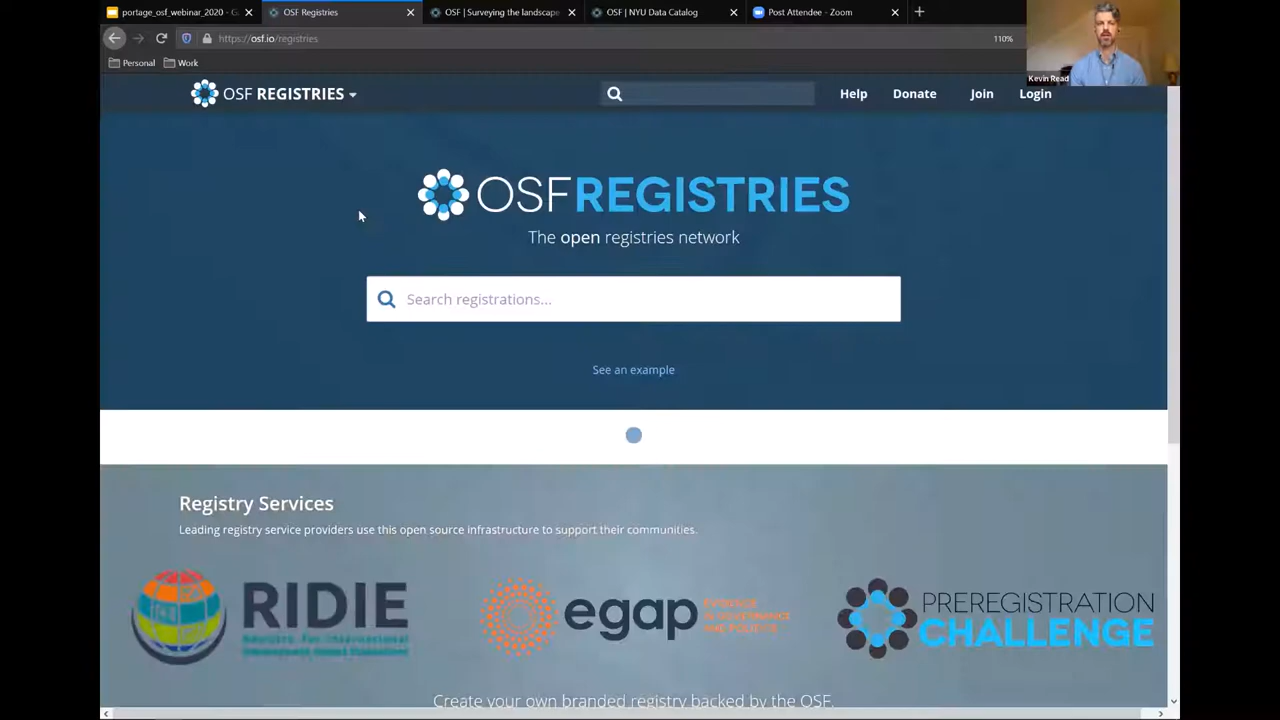 portage_osf_webinar_2020 - G
OSF Registries
OSF | Surveying the landscape
OSF | NYU Data Catalog
Post Attendee - Zoom
https://osf.io/registries
110%
Personal
Work
Kevin Read
OSF REGISTRIES
Help
Donate
Join
Login
OSFREGISTRIES
The open registries network
Search registrations...
See an example
Registry Services
Leading registry service providers use this open source infrastructure to support their communities.
RIDIE
Registry for International
Development Impact Evaluations
egap
EVIDENCE
IN GOVERNANCE
AND POLITICS
PREREGISTRATION
CHALLENGE
Create your own branded registry backed by the OSF.